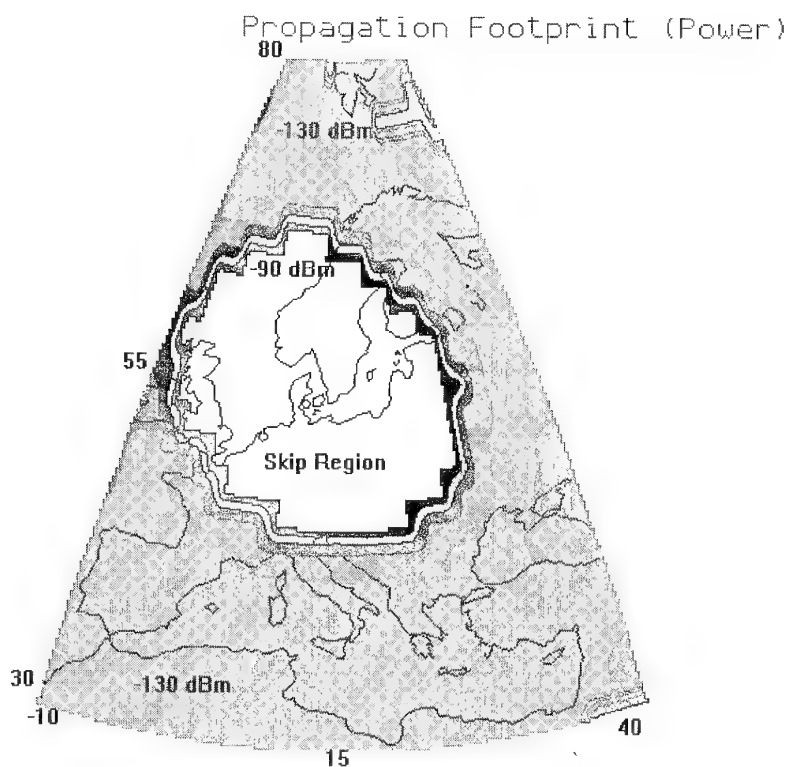 Propagation Footprint (Power)
80
-130 dBm
-90 dBm
55
Skip Region
30
-130 dBm
-10
40
15